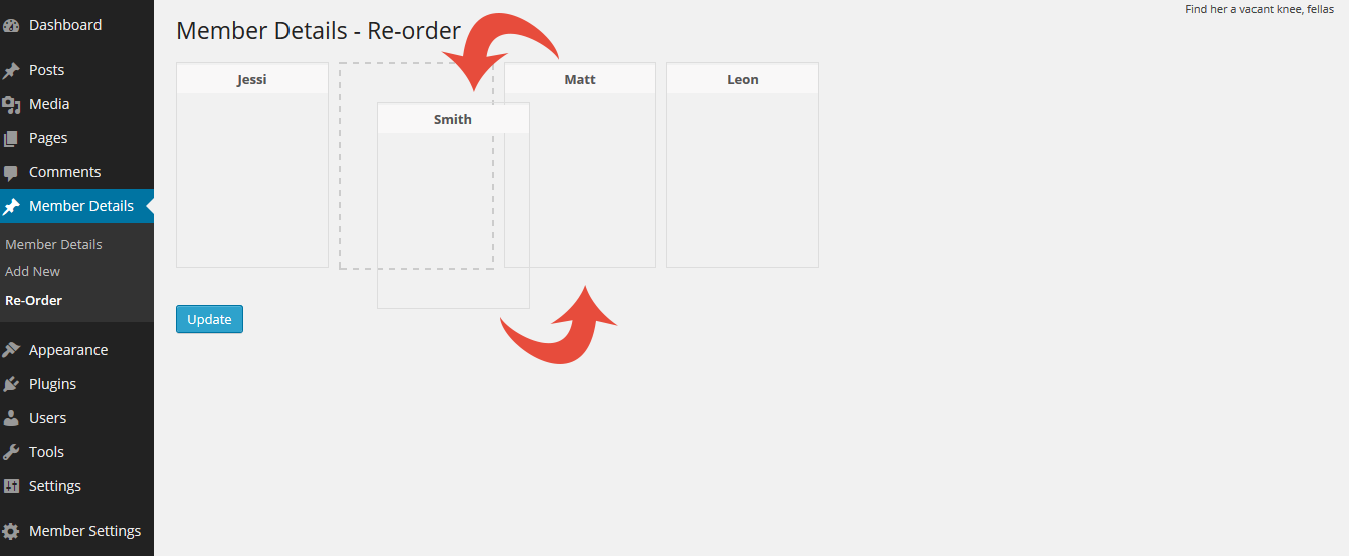 Find her a vacant knee, fellas
Dashboard
Posts
Media
Pages
Comments
Member Details
Member Details
Add New
Re-Order
Appearance
Plugins
Users
Tools
Settings
Member Settings
Member Details - Re-order
Jessi
Matt
Leon
Smith
Update